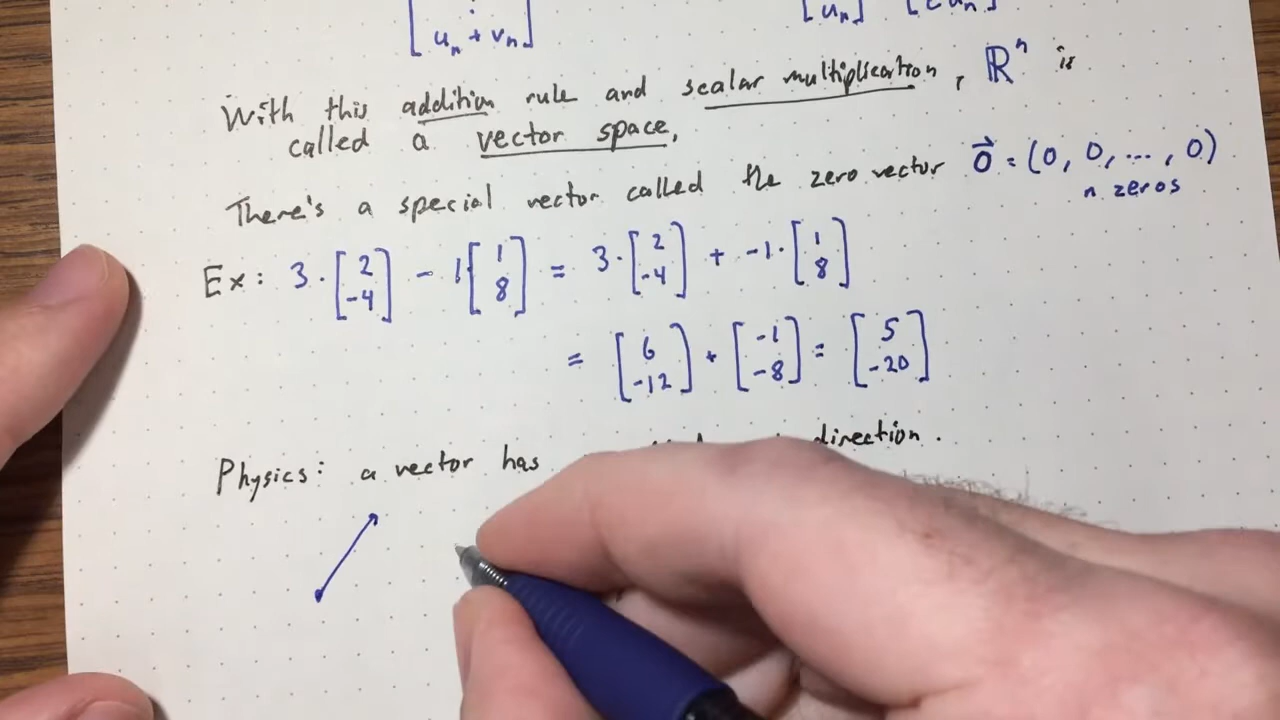 u_n + v_n
[u_n] [c u_n]
With this addition rule and scalar multiplication, ℝⁿ is
called a vector space,
There's a special vector called the zero vector 0⃗ = (0, 0, ..., 0)
n zeros
Ex: 3 · [2 -4] - 1[1 8] = 3 · [2 -4] + -1 · [1 8]
= [6 -12] + [-1 -8] = [5 -20]
Physics: a vector has direction.